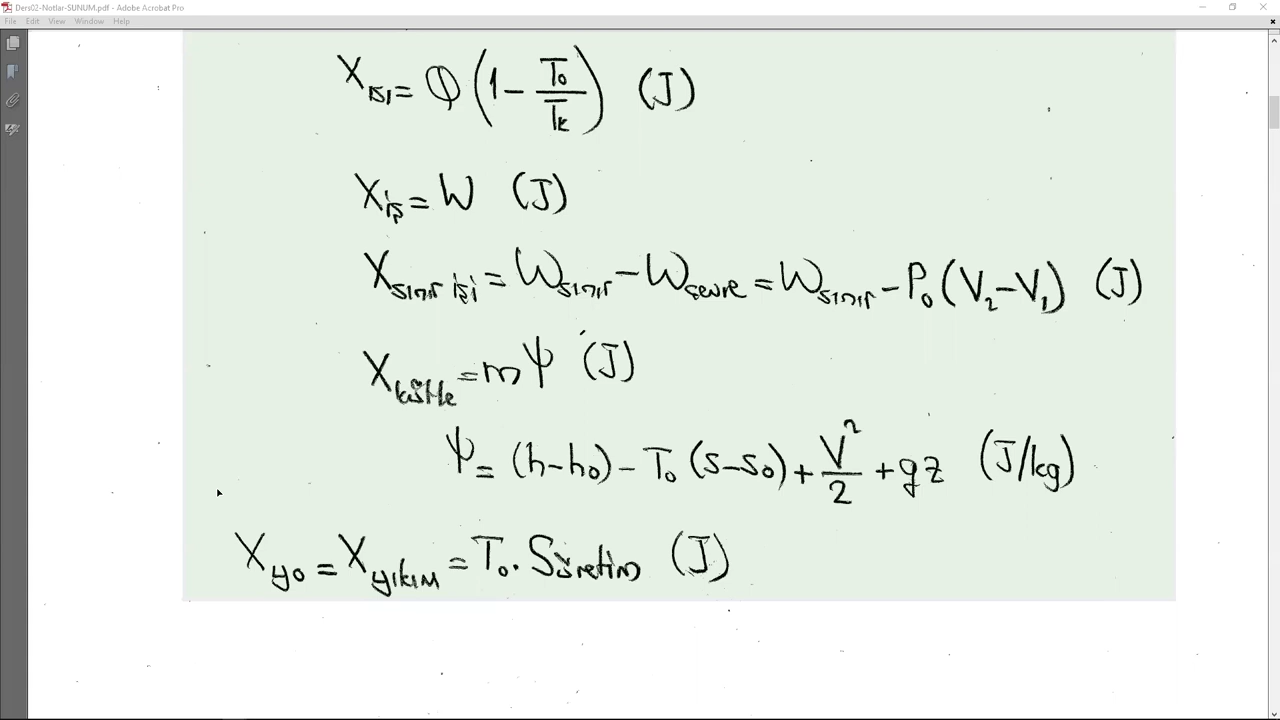 Ders02-Notlar-SUNUM.pdf - Adobe Acrobat Pro
File Edit View Window Help
X_ısı = Q (1 - T₀/T_k) (J)
X_iş = W (J)
X_sınır işi = W_sınır - W_çevre = W_sınır - P₀ (V₂ - V₁) (J)
X_kütle = mψ (J)
ψ = (h - h₀) - T₀ (s - s₀) + V²/2 + gz (J/kg)
X_yo = X_yıkım = T₀ . S_üretim (J)